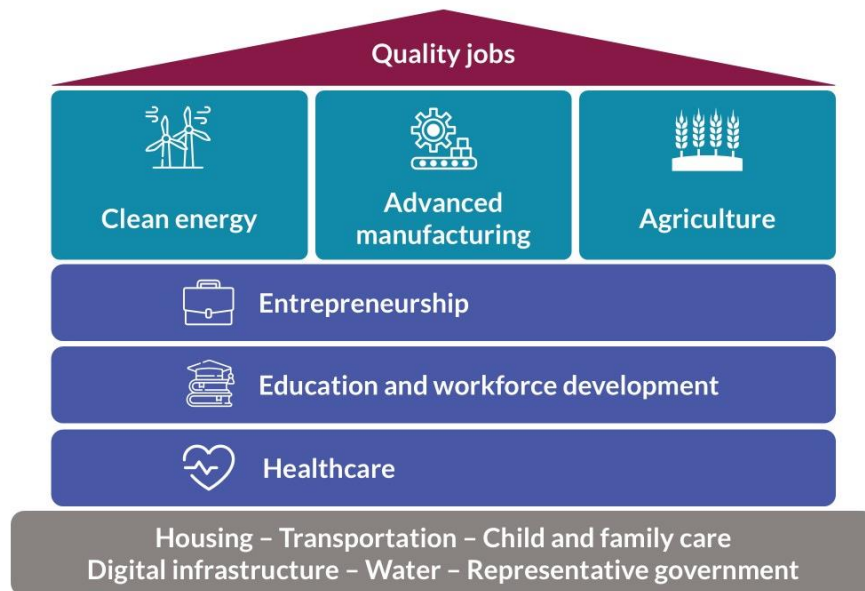 Quality jobs
Clean energy
Advanced
manufacturing
Agriculture
Entrepreneurship
Education and workforce development
Healthcare
Housing – Transportation – Child and family care
Digital infrastructure – Water – Representative government